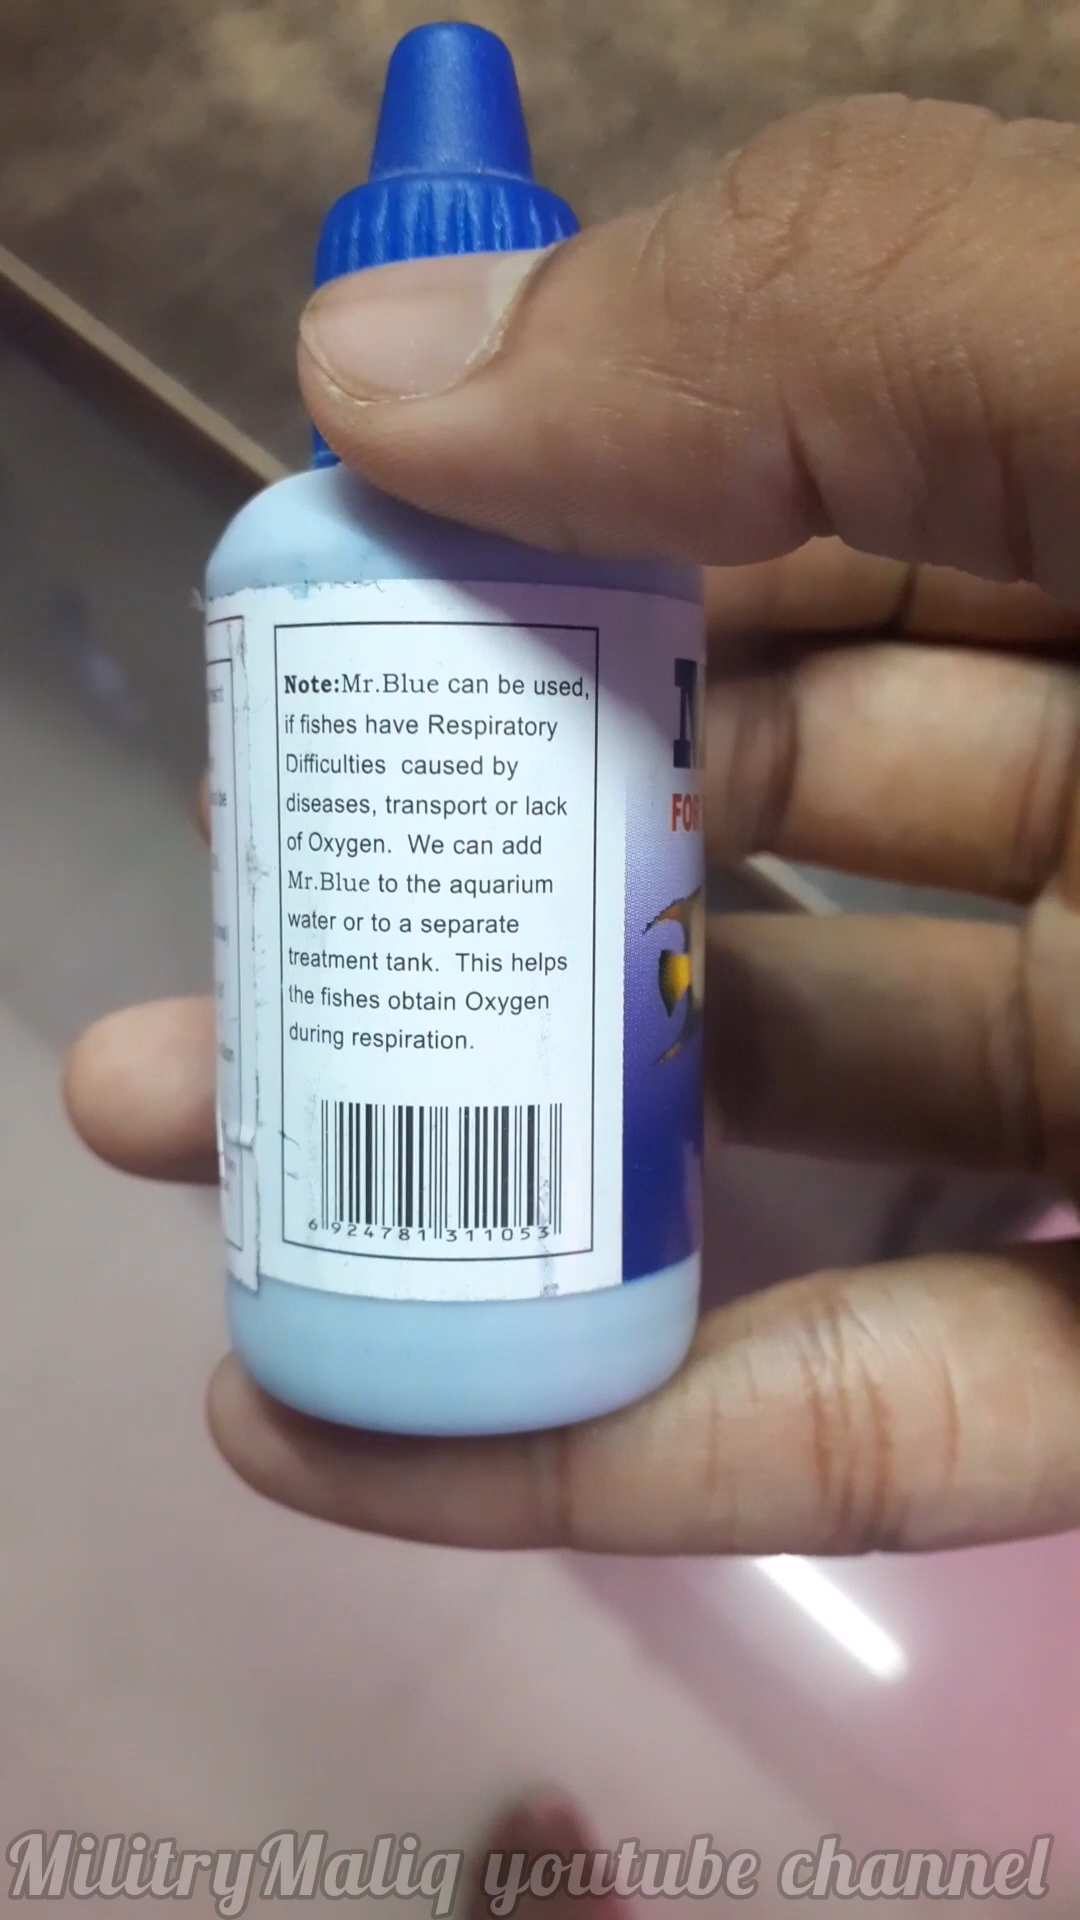 Note:Mr.Blue can be used,
if fishes have Respiratory
Difficulties caused by
diseases, transport or lack
of Oxygen. We can add
Mr.Blue to the aquarium
water or to a separate
treatment tank. This helps
the fishes obtain Oxygen
during respiration.
6 924781 311053
FOR
MilitryMaliq youtube channel